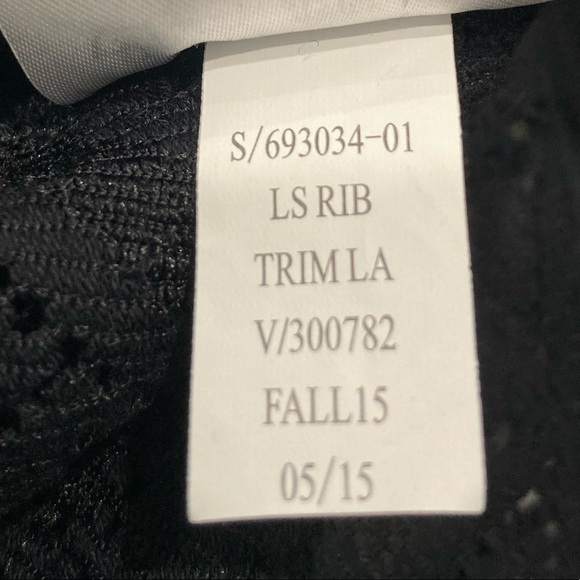 S/693034-01
LS RIB
TRIM LA
V/300782
FALL15
05/15